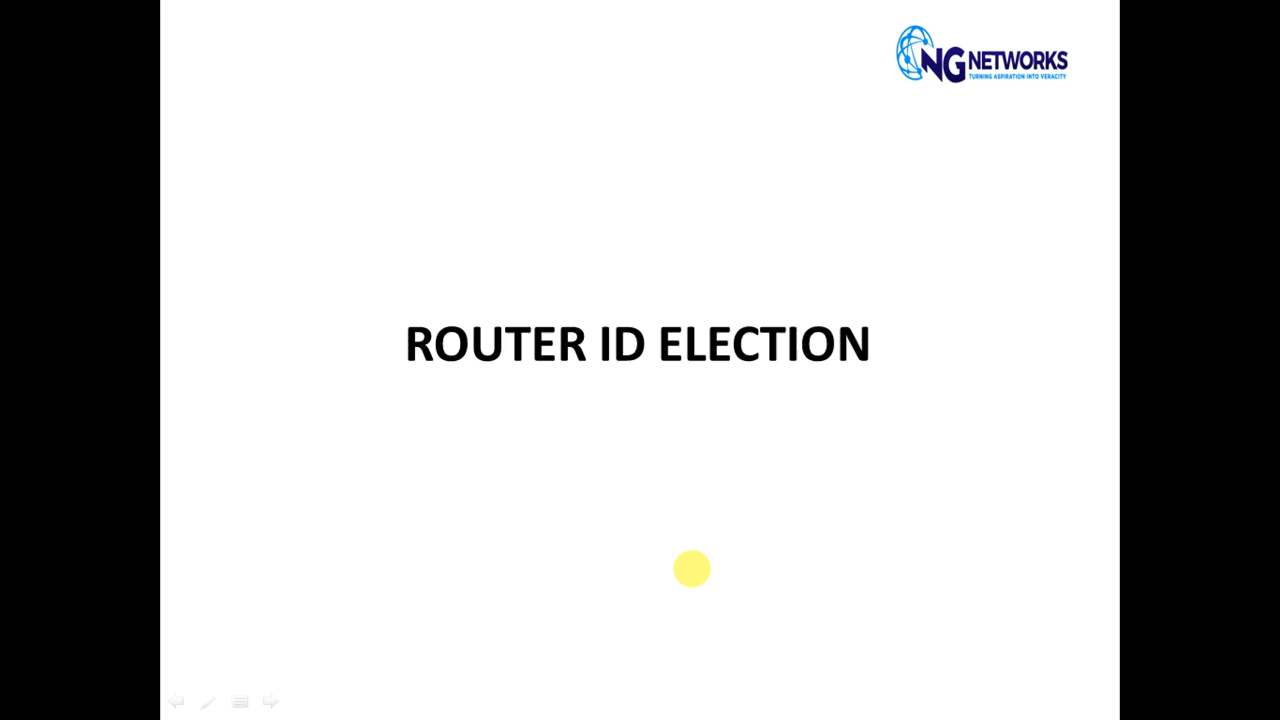 NG NETWORKS
TURNING ASPIRATION INTO VERACITY
ROUTER ID ELECTION